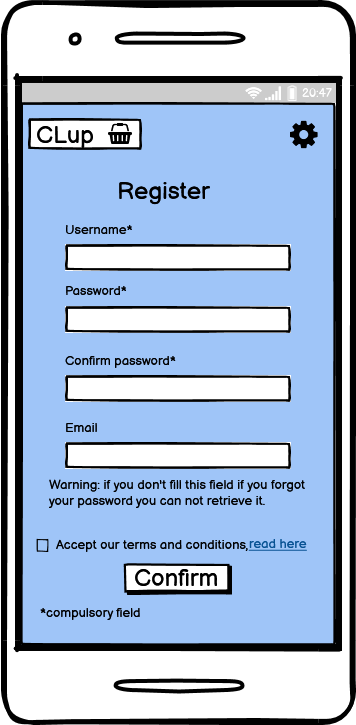 20:47
CLup
Register
Username*
Password*
Confirm password*
Email
Warning: if you don't fill this field if you forgot
your password you can not retrieve it.
Accept our terms and conditions,read here
Confirm
*compulsory field